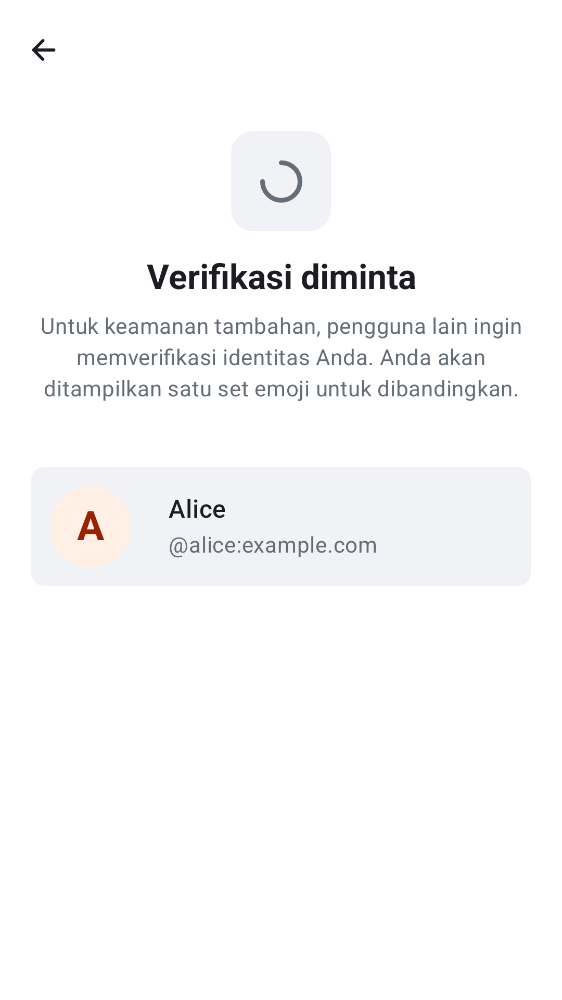 Verifikasi diminta
Untuk keamanan tambahan, pengguna lain ingin
memverifikasi identitas Anda. Anda akan
ditampilkan satu set emoji untuk dibandingkan.
A
Alice
@alice:example.com